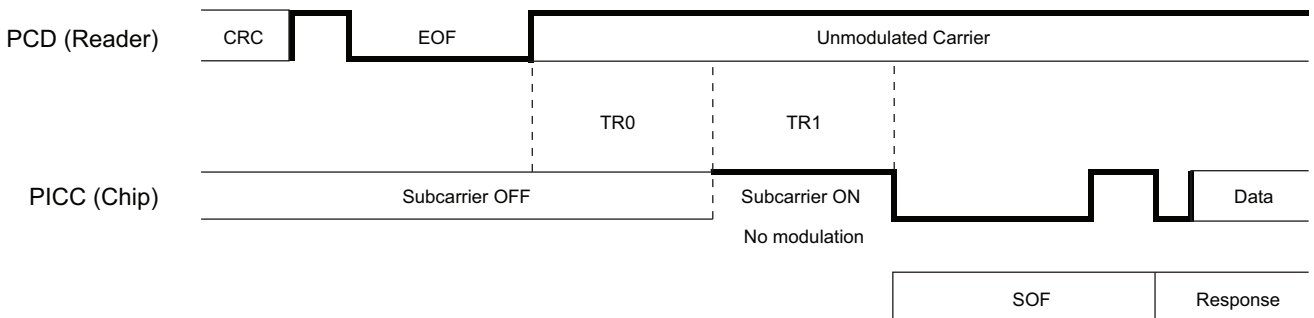 PCD (Reader) CRC EOF Unmodulated Carrier
TR0 TR1
PICC (Chip) Subcarrier OFF Subcarrier ON Data
No modulation
SOF Response